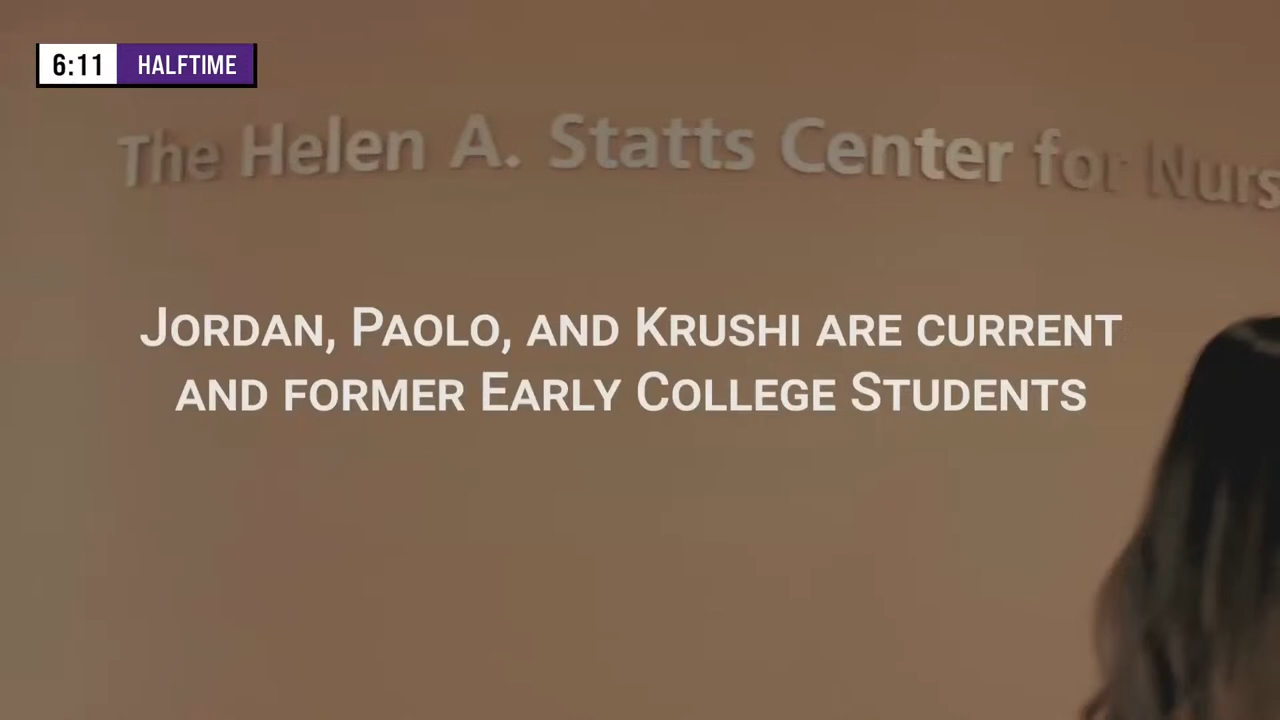 6:11 HALFTIME
The Helen A. Statts Center for Nurs
JORDAN, PAOLO, AND KRUSHI ARE CURRENT
AND FORMER EARLY COLLEGE STUDENTS